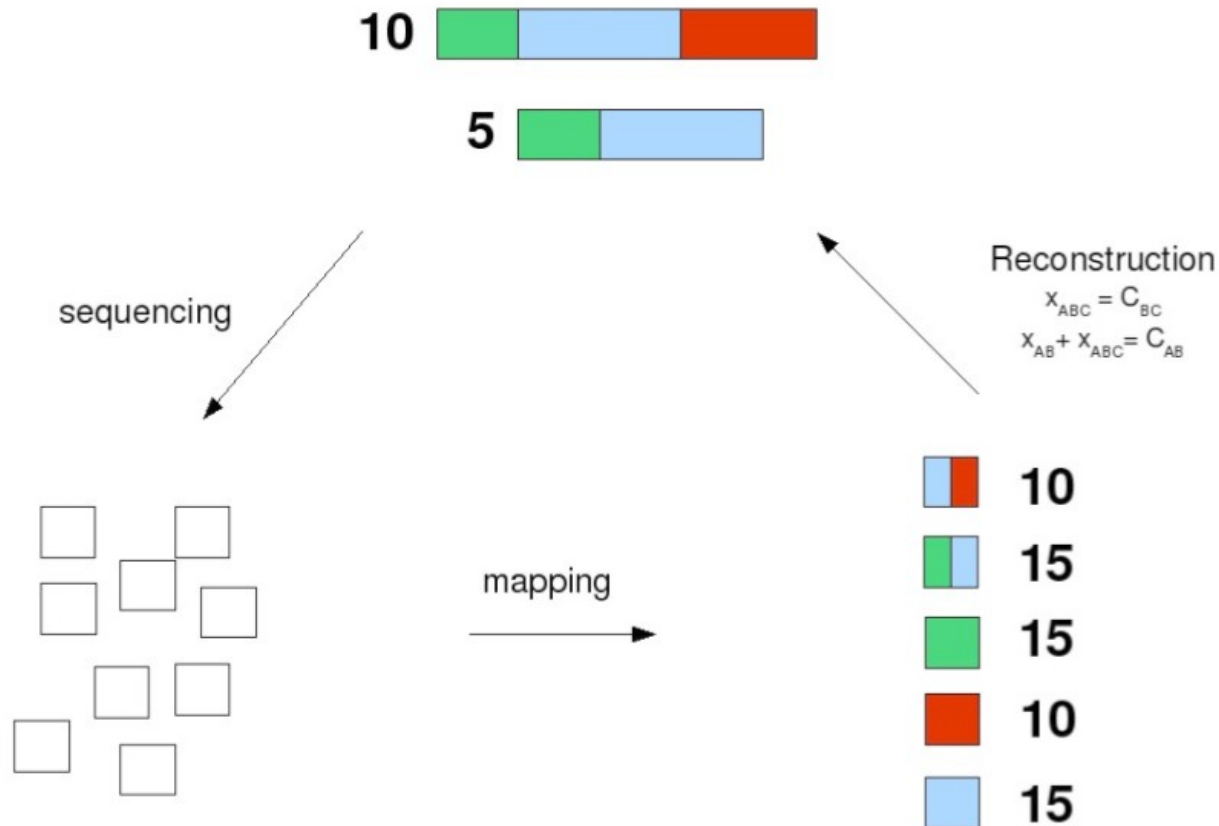 10
5
sequencing
Reconstruction
x_ABC = C_BC
x_AB + x_ABC = C_AB
mapping
10
15
15
10
15